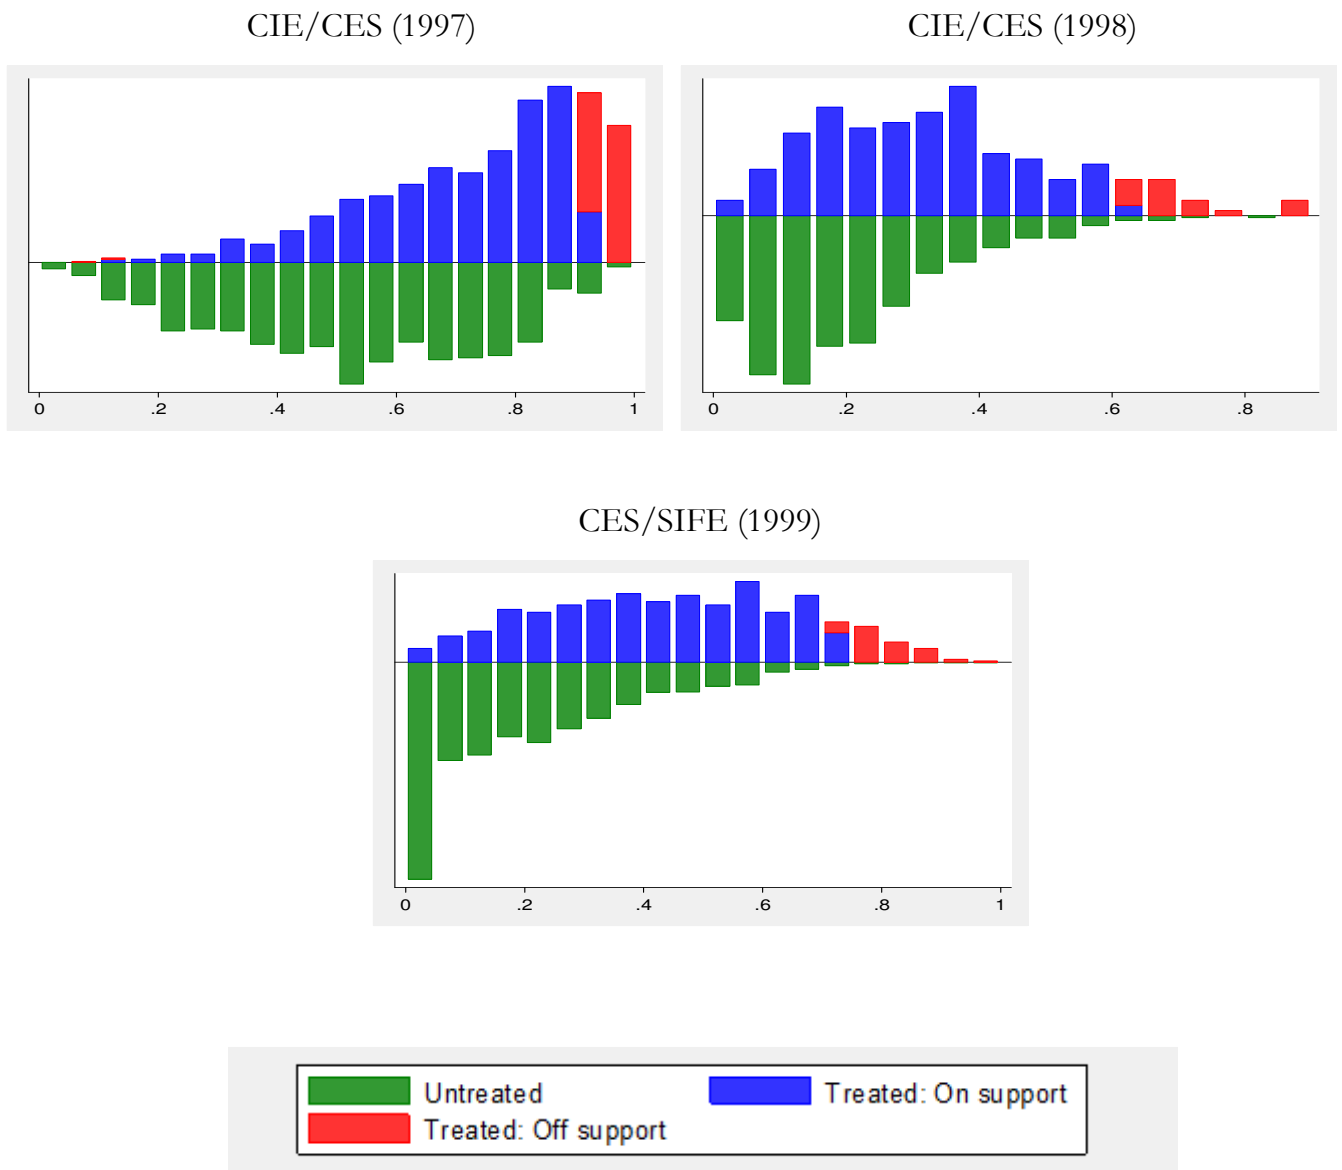 CIE/CES (1997)
CIE/CES (1998)
0 .2 .4 .6 .8 1
0 .2 .4 .6 .8
CES/SIFE (1999)
0 .2 .4 .6 .8 1
Untreated
Treated: On support
Treated: Off support